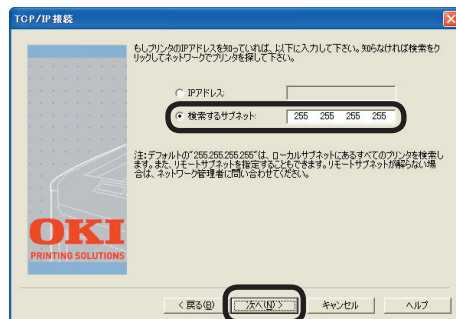 TCP/IP 接続
もしプリンタのIPアドレスを知っていれば、以下に入力して下さい。知らなければ検索をク
リックしてネットワークでプリンタを探して下さい。
IPアドレス:
検索するサブネット: 255 255 255 255
注:デフォルトの"255.255.255.255"は、ローカルサブネットにあるすべてのプリンタを検索し
ます。また、リモートサブネットを指定することもできます。リモートサブネットが解らない場
合は、ネットワーク管理者に問い合わせてください。
OKI
PRINTING SOLUTIONS
< 戻る(B) 次へ(N) > キャンセル ヘルプ